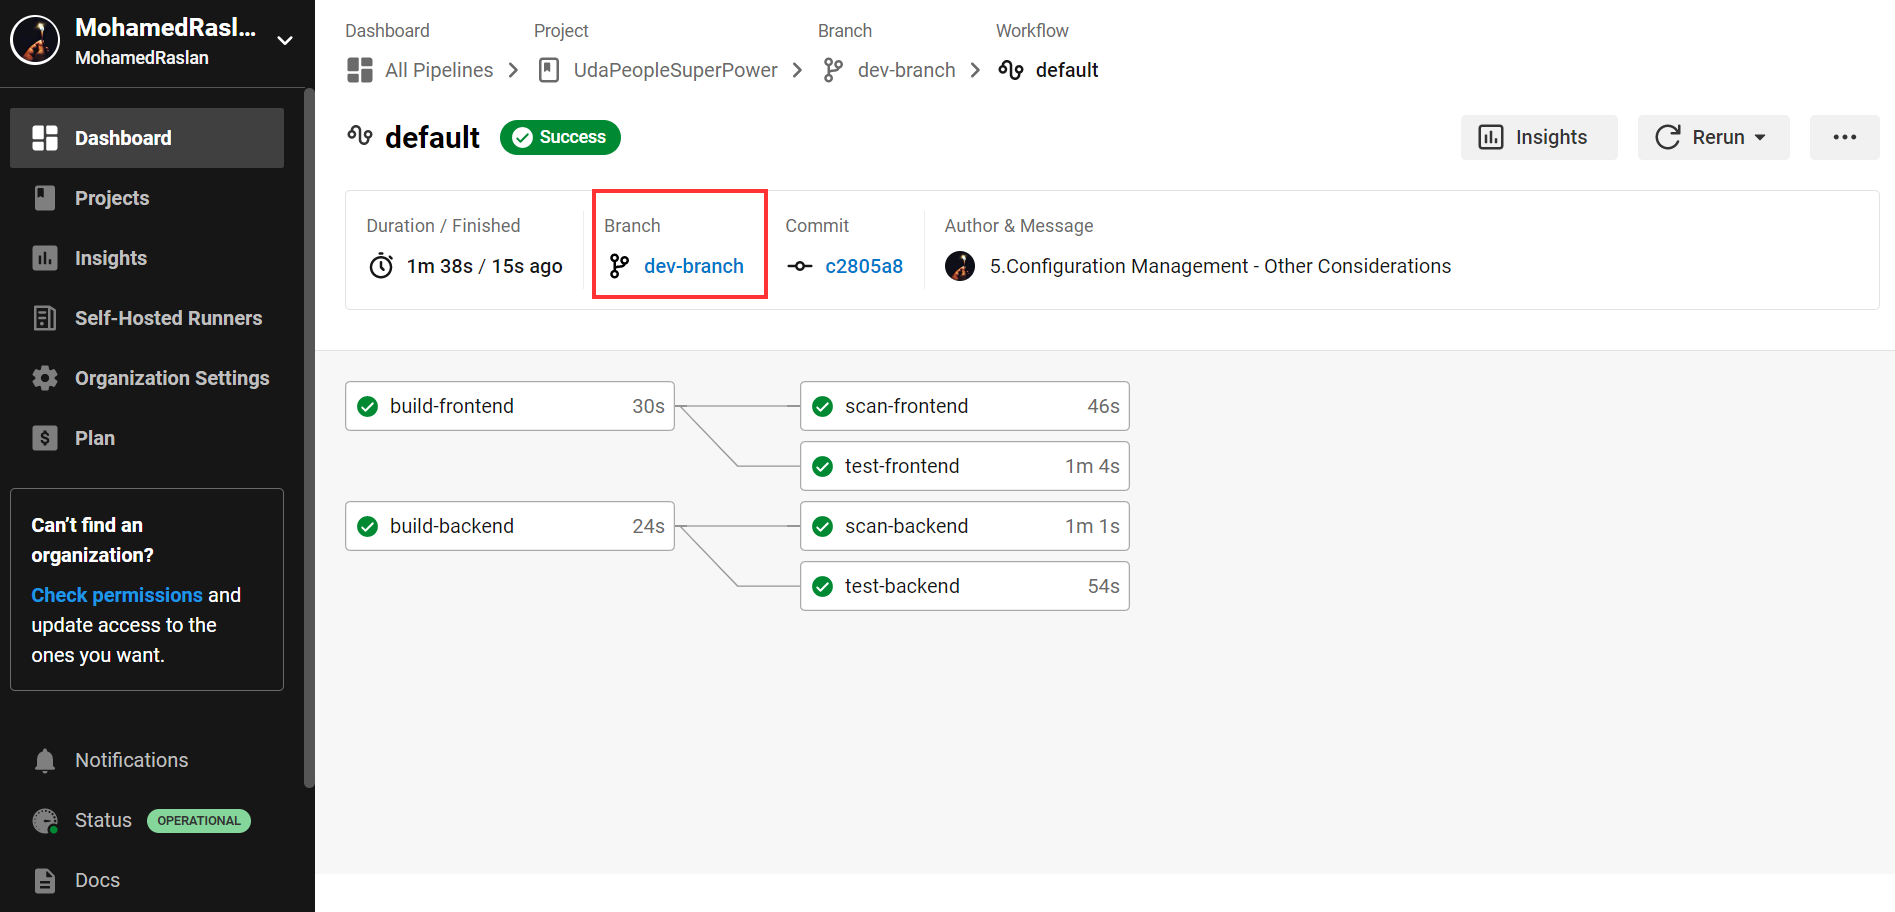 MohamedRasl...
MohamedRaslan
Dashboard
Projects
Insights
Self-Hosted Runners
Organization Settings
Plan
Can’t find an
organization?
Check permissions and
update access to the
ones you want.
Notifications
Status OPERATIONAL
Docs
Dashboard Project Branch Workflow
All Pipelines UdaPeopleSuperPower dev-branch default
default Success Insights Rerun
Duration / Finished Branch Commit Author & Message
1m 38s / 15s ago dev-branch c2805a8 5.Configuration Management - Other Considerations
build-frontend 30s scan-frontend 46s
test-frontend 1m 4s
build-backend 24s scan-backend 1m 1s
test-backend 54s